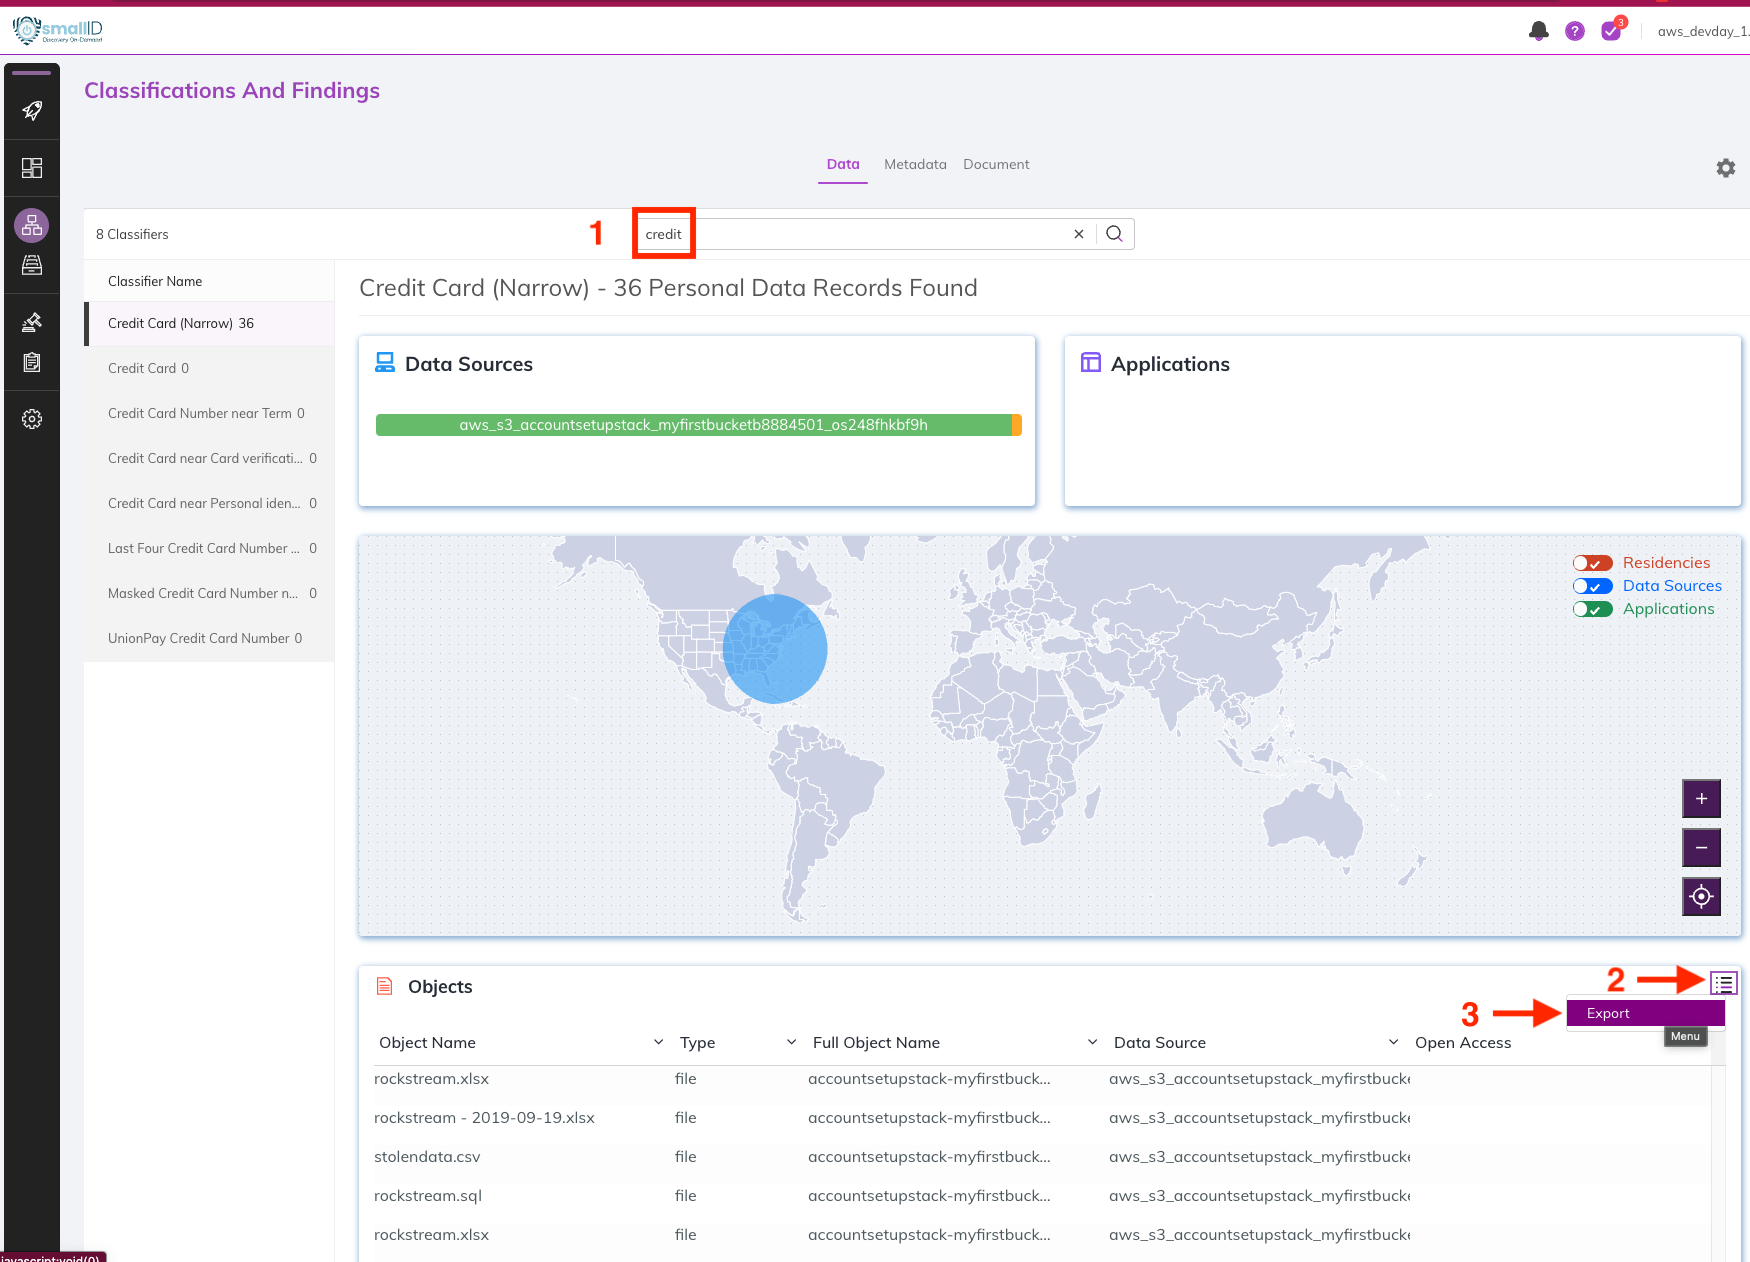 smallID
Discovery On-Demand
?
3
aws_devday_1.
Classifications And Findings
Data
Metadata
Document
8 Classifiers
1
credit
Classifier Name
Credit Card (Narrow) 36
Credit Card 0
Credit Card Number near Term 0
Credit Card near Card verificati... 0
Credit Card near Personal iden... 0
Last Four Credit Card Number ... 0
Masked Credit Card Number n... 0
UnionPay Credit Card Number 0
Credit Card (Narrow) - 36 Personal Data Records Found
Data Sources
aws_s3_accountsetupstack_myfirstbucketb8884501_os248fhkbf9h
Applications
Residencies
Data Sources
Applications
+
−
Objects
2
3
Export
Menu
Object Name Type Full Object Name Data Source Open Access
rockstream.xlsx file accountsetupstack-myfirstbuck... aws_s3_accountsetupstack_myfirstbucke
rockstream - 2019-09-19.xlsx file accountsetupstack-myfirstbuck... aws_s3_accountsetupstack_myfirstbucke
stolendata.csv file accountsetupstack-myfirstbuck... aws_s3_accountsetupstack_myfirstbucke
rockstream.sql file accountsetupstack-myfirstbuck... aws_s3_accountsetupstack_myfirstbucke
rockstream.xlsx file accountsetupstack-myfirstbuck... aws_s3_accountsetupstack_myfirstbucke
javascript:void(0)